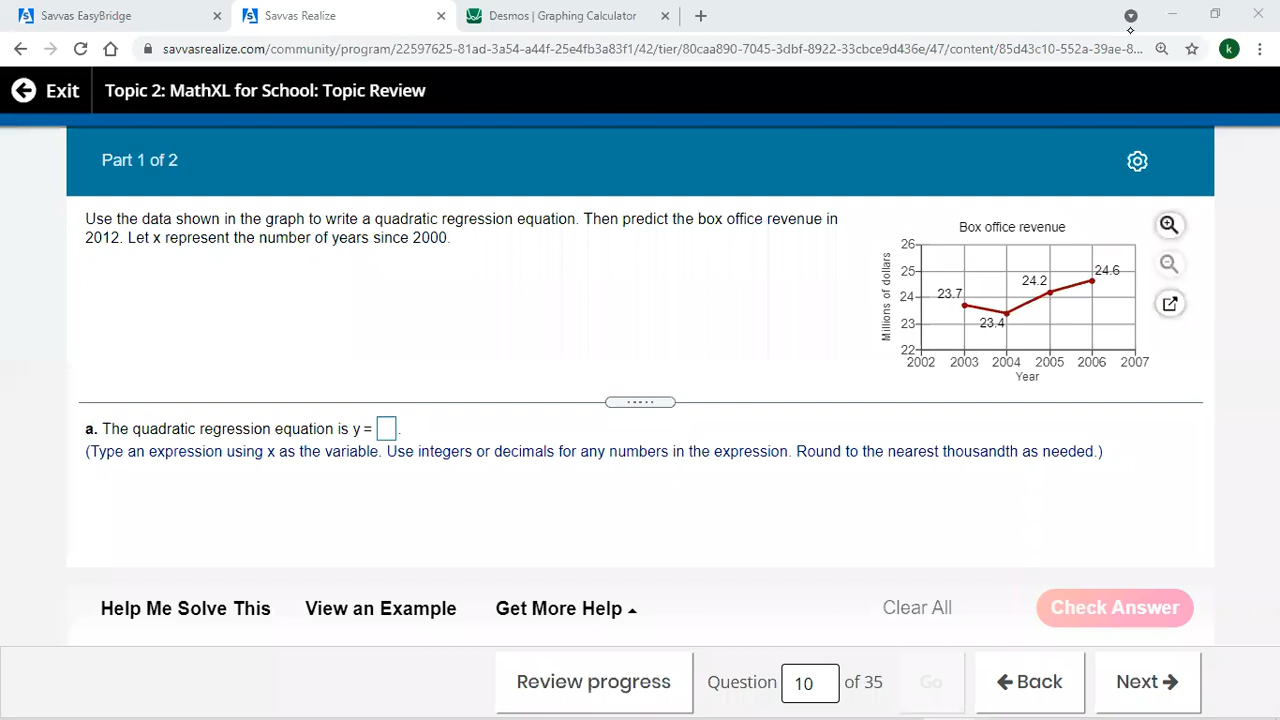 Savvas EasyBridge
Savvas Realize
Desmos | Graphing Calculator
savvasrealize.com/community/program/22597625-81ad-3a54-a44f-25e4fb3a83f1/42/tier/80caa890-7045-3dbf-8922-33cbce9d436e/47/content/85d43c10-552a-39ae-8...
k
Exit
Topic 2: MathXL for School: Topic Review
Part 1 of 2
Use the data shown in the graph to write a quadratic regression equation. Then predict the box office revenue in
2012. Let x represent the number of years since 2000.
Box office revenue
Millions of dollars
26
25
24
23
22
23.7
23.4
24.2
24.6
2002 2003 2004 2005 2006 2007
Year
a. The quadratic regression equation is y = .
(Type an expression using x as the variable. Use integers or decimals for any numbers in the expression. Round to the nearest thousandth as needed.)
Help Me Solve This
View an Example
Get More Help
Clear All
Check Answer
Review progress
Question 10 of 35
Go
Back
Next